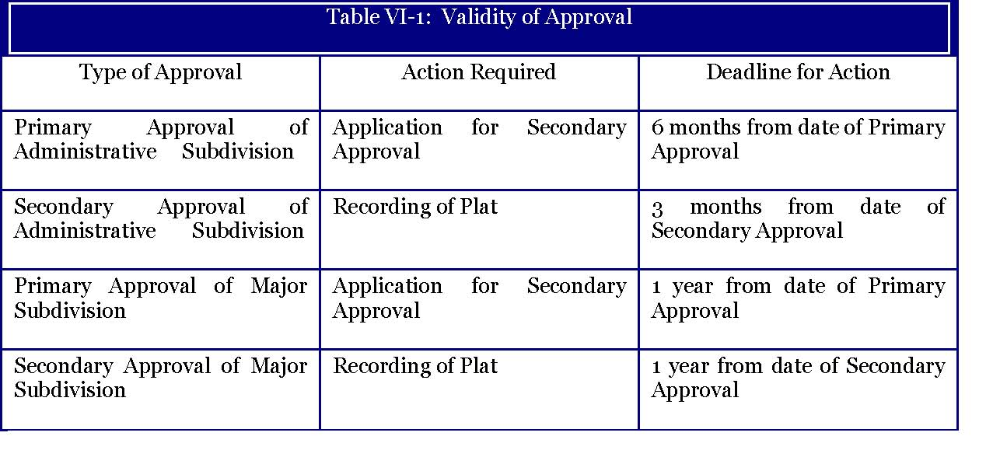 Table VI-1: Validity of Approval
Type of Approval
Action Required
Deadline for Action
Primary Approval of
Administrative Subdivision
Application for Secondary
Approval
6 months from date of Primary
Approval
Secondary Approval of
Administrative Subdivision
Recording of Plat
3 months from date of
Secondary Approval
Primary Approval of Major
Subdivision
Application for Secondary
Approval
1 year from date of Primary
Approval
Secondary Approval of Major
Subdivision
Recording of Plat
1 year from date of Secondary
Approval